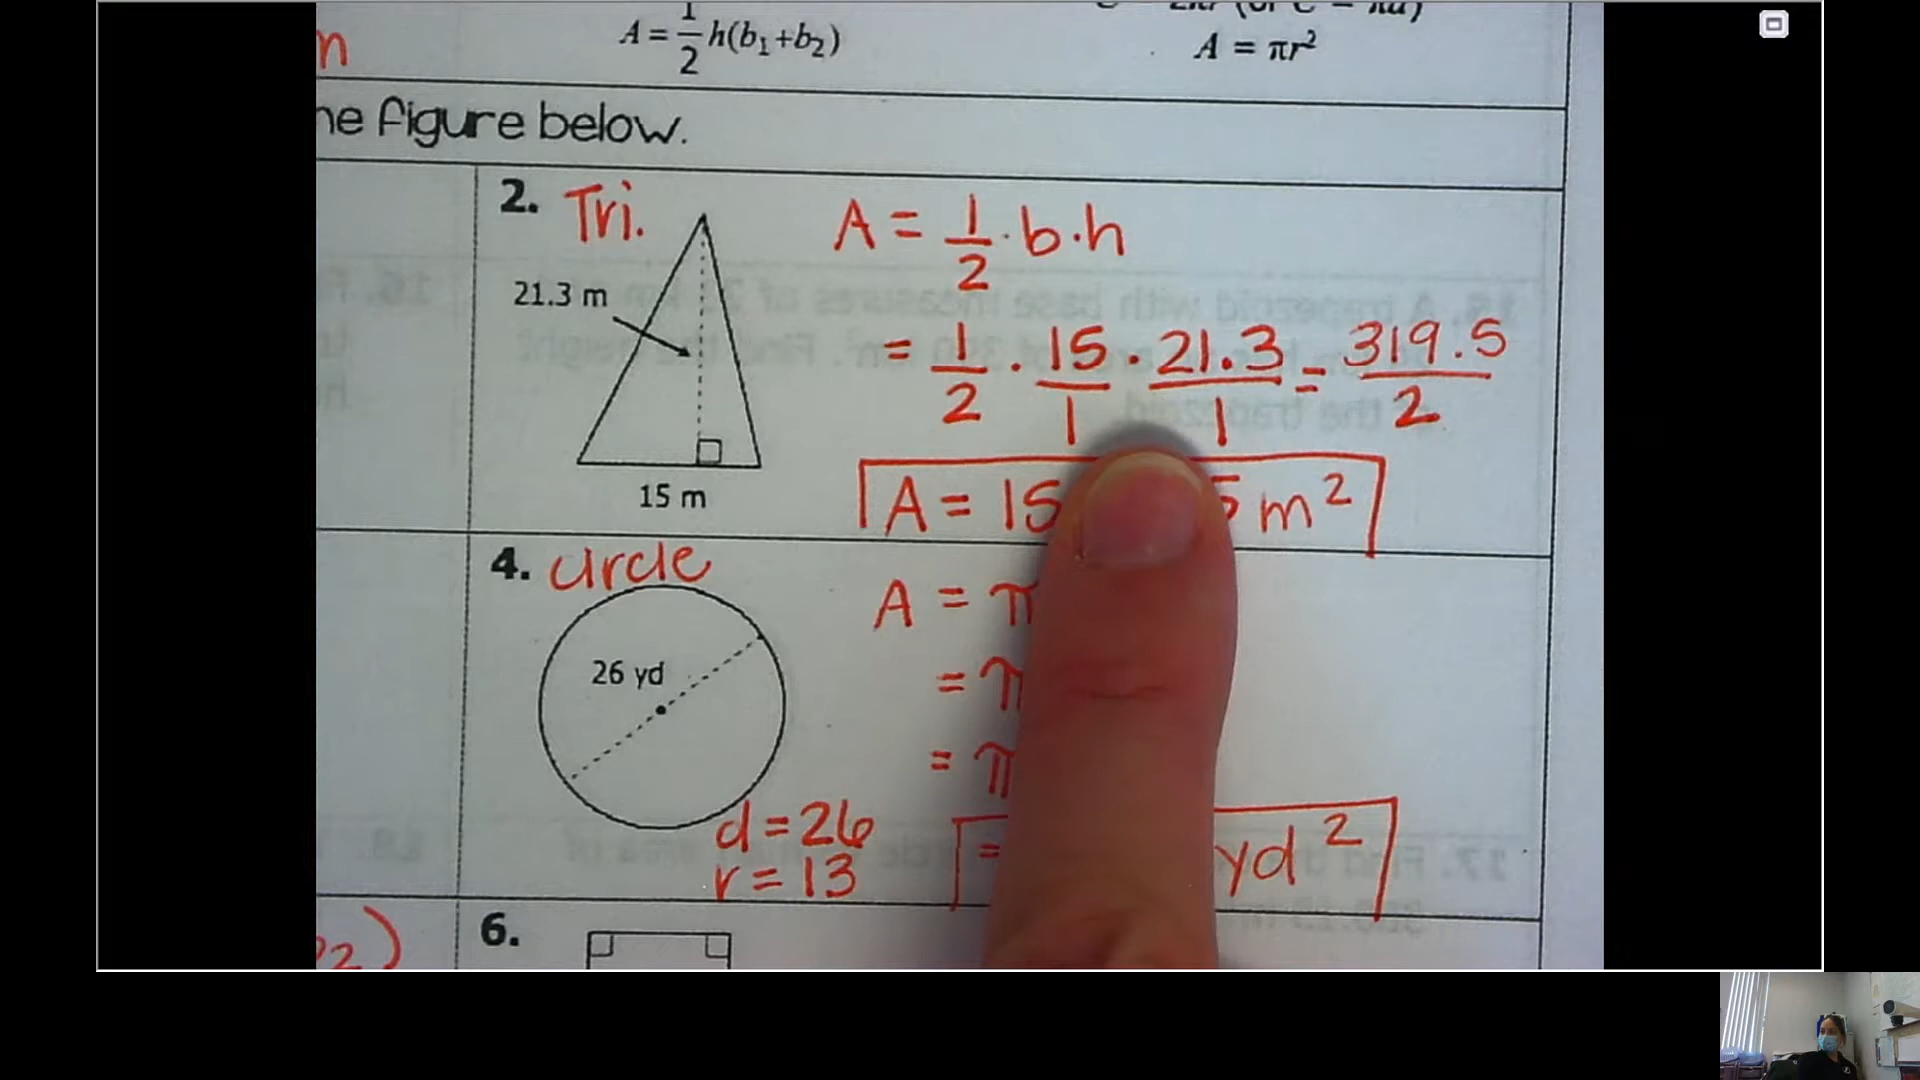 m
A = 1/2 h(b₁+b₂)
A = πr²
he figure below.
2. Tri.
21.3 m
15 m
A = 1/2 · b · h
= 1/2 · 15/1 · 21.3/1 = 319.5/2
A = 15 5 m²
4. circle
26 yd
d = 26
r = 13
A = π
= π
= π
= yd²
6.